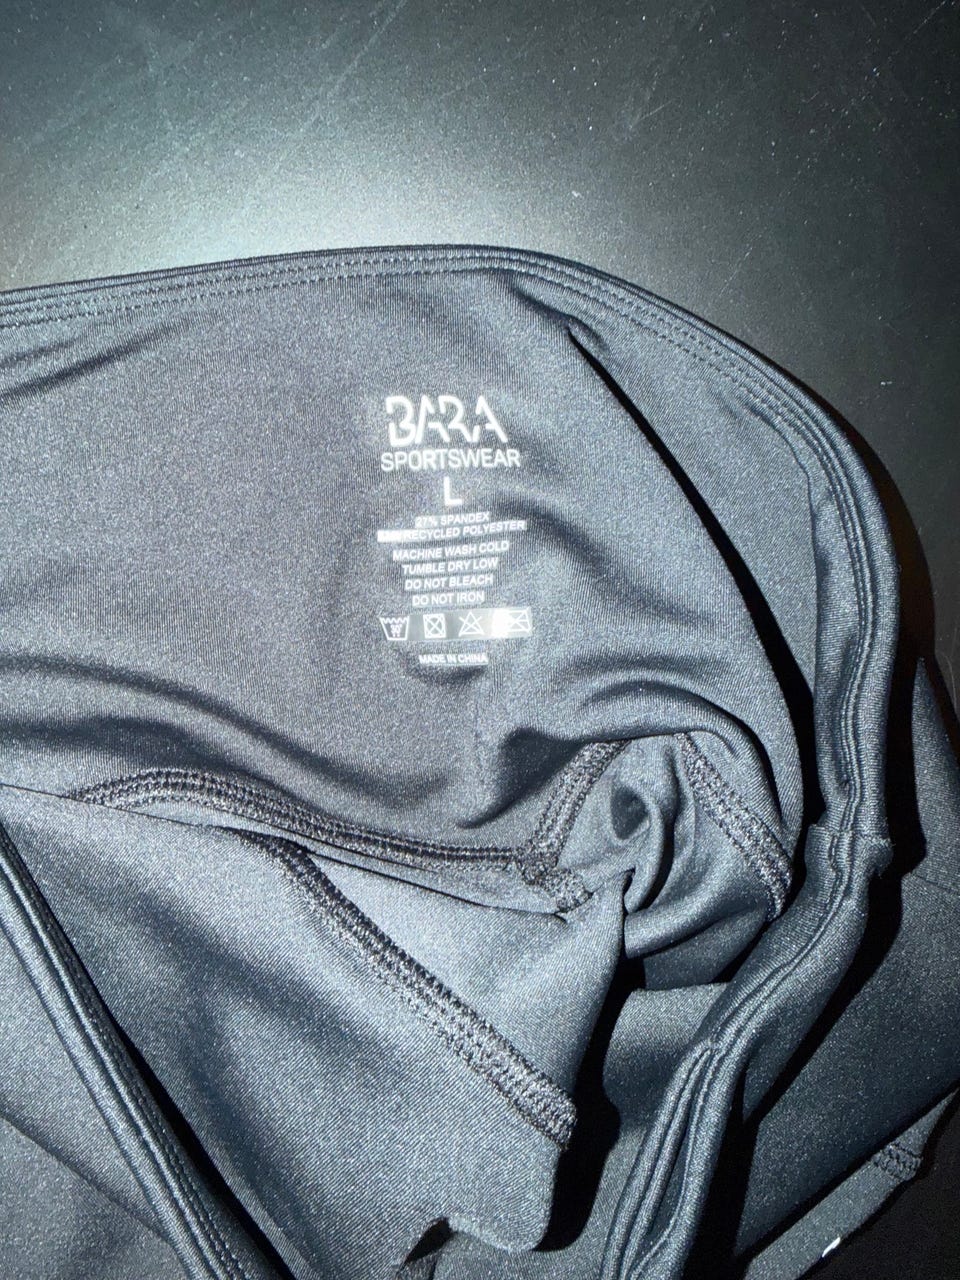 BARA
SPORTSWEAR
L
27% SPANDEX
RECYCLED POLYESTER
MACHINE WASH COLD
TUMBLE DRY LOW
DO NOT BLEACH
DO NOT IRON
MADE IN CHINA